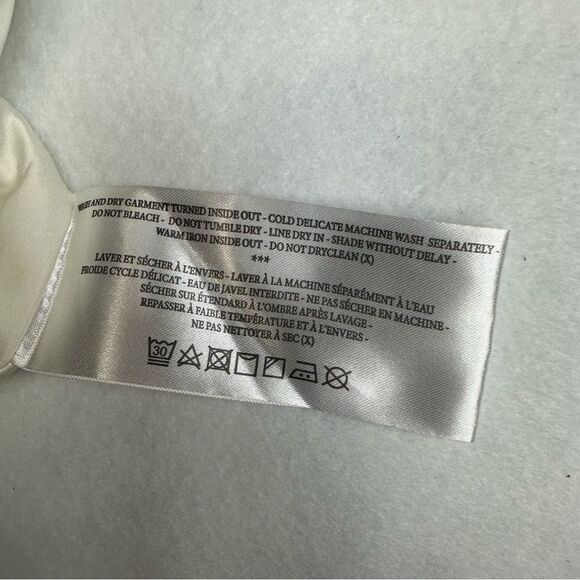 WASH AND DRY GARMENT TURNED INSIDE OUT - COLD DELICATE MACHINE WASH SEPARATELY -
DO NOT BLEACH - DO NOT TUMBLE DRY - LINE DRY IN - SHADE WITHOUT DELAY -
WARM IRON INSIDE OUT - DO NOT DRYCLEAN (X)
***
LAVER ET SÉCHER À L'ENVERS - LAVER À LA MACHINE SÉPARÉMENT À L'EAU
FROIDE CYCLE DÉLICAT - EAU DE JAVEL INTERDITE - NE PAS SÉCHER EN MACHINE -
SÉCHER SUR ÉTENDARD À L'OMBRE APRÈS LAVAGE -
REPASSER À FAIBLE TEMPÉRATURE ET À L'ENVERS -
NE PAS NETTOYER À SEC (X)
30